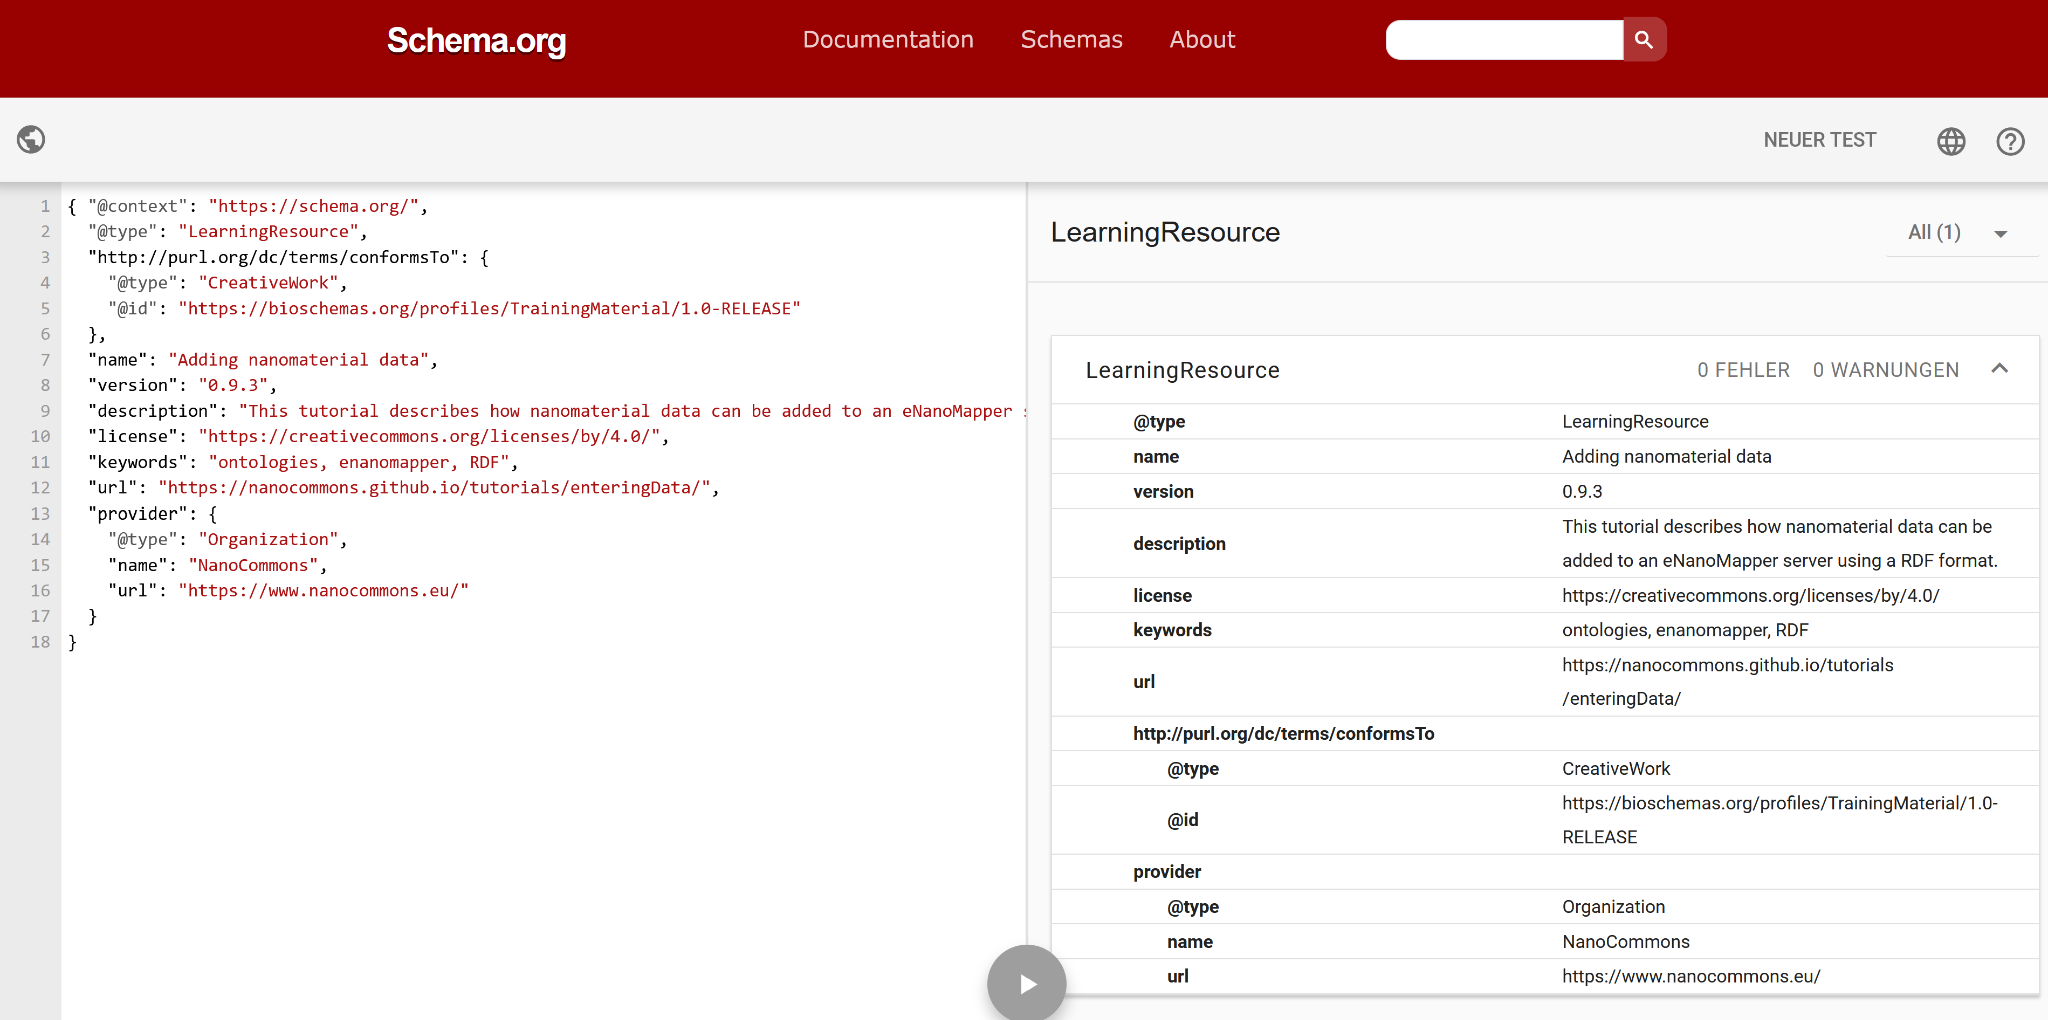 Schema.org
Documentation
Schemas
About
NEUER TEST
1 { "@context": "https://schema.org/",
2 "@type": "LearningResource",
3 "http://purl.org/dc/terms/conformsTo": {
4 "@type": "CreativeWork",
5 "@id": "https://bioschemas.org/profiles/TrainingMaterial/1.0-RELEASE"
6 },
7 "name": "Adding nanomaterial data",
8 "version": "0.9.3",
9 "description": "This tutorial describes how nanomaterial data can be added to an eNanoMapper
10 "license": "https://creativecommons.org/licenses/by/4.0/",
11 "keywords": "ontologies, enanomapper, RDF",
12 "url": "https://nanocommons.github.io/tutorials/enteringData/",
13 "provider": {
14 "@type": "Organization",
15 "name": "NanoCommons",
16 "url": "https://www.nanocommons.eu/"
17 }
18 }
LearningResource
All (1)
LearningResource 0 FEHLER 0 WARNUNGEN
@type LearningResource
name Adding nanomaterial data
version 0.9.3
description This tutorial describes how nanomaterial data can be
added to an eNanoMapper server using a RDF format.
license https://creativecommons.org/licenses/by/4.0/
keywords ontologies, enanomapper, RDF
url https://nanocommons.github.io/tutorials
/enteringData/
http://purl.org/dc/terms/conformsTo
@type CreativeWork
@id https://bioschemas.org/profiles/TrainingMaterial/1.0-
RELEASE
provider
@type Organization
name NanoCommons
url https://www.nanocommons.eu/